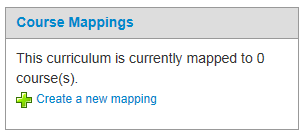 Course Mappings
This curriculum is currently mapped to 0
course(s).
Create a new mapping